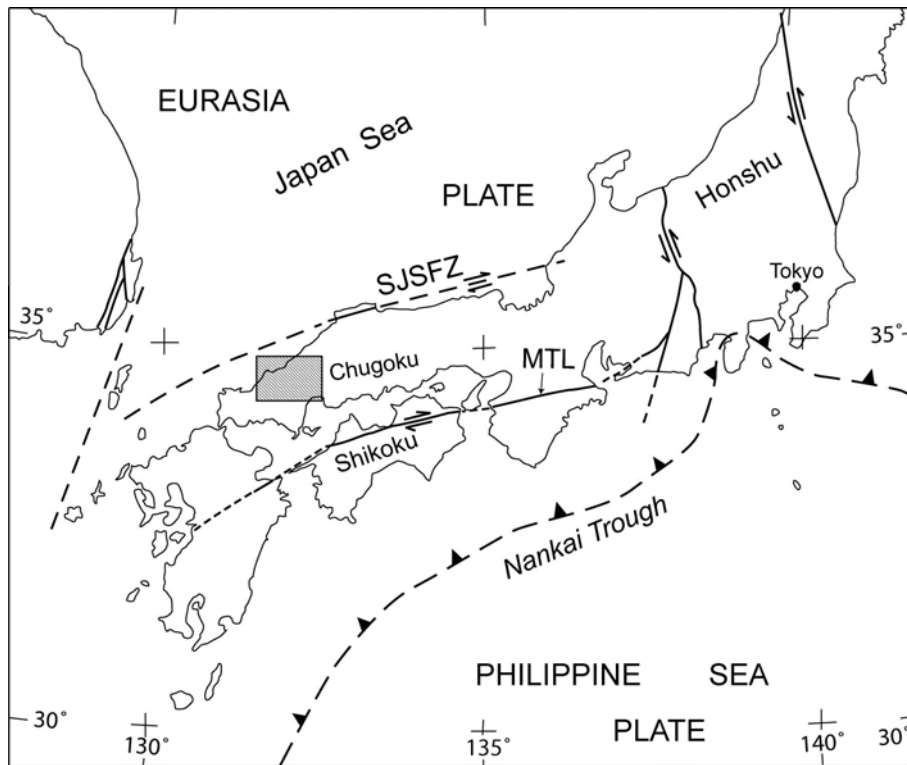 EURASIA
Japan Sea
PLATE
Honshu
SJSFZ
Tokyo
35°
35°
Chugoku
MTL
Shikoku
Nankai Trough
PHILIPPINE SEA
PLATE
30°
130°
135°
140°
30°